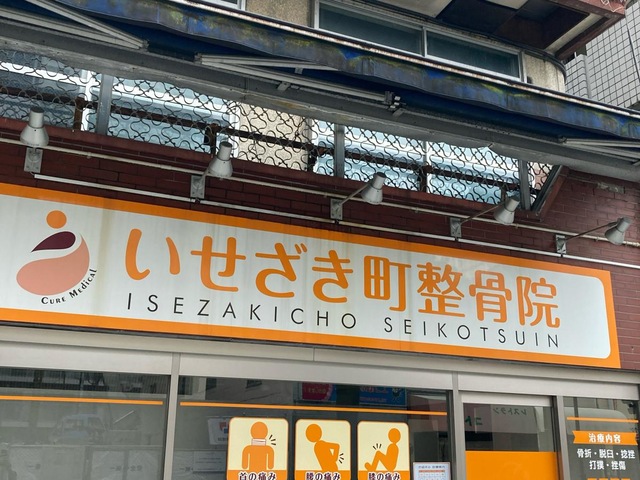 いせざき町整骨院
ISEZAKICHO SEIKOTSUIN
CURE MEDICAL
首の痛み
腰の痛み
膝の痛み
治療内容
骨折・脱臼・捻挫
打撲・挫傷